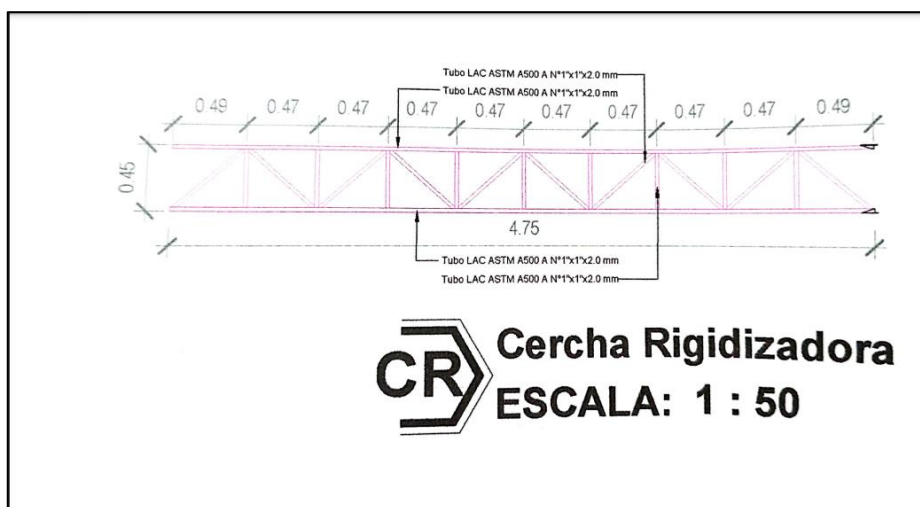 Tubo LAC ASTM A500 A N°1"x1"x2.0 mm
Tubo LAC ASTM A500 A N°1"x1"x2.0 mm
0.49 0.47 0.47 0.47 0.47 0.47 0.47 0.47 0.47 0.49
0.45
4.75
Tubo LAC ASTM A500 A N°1"x1"x2.0 mm
Tubo LAC ASTM A500 A N°1"x1"x2.0 mm
CR
Cercha Rigidizadora
ESCALA: 1 : 50